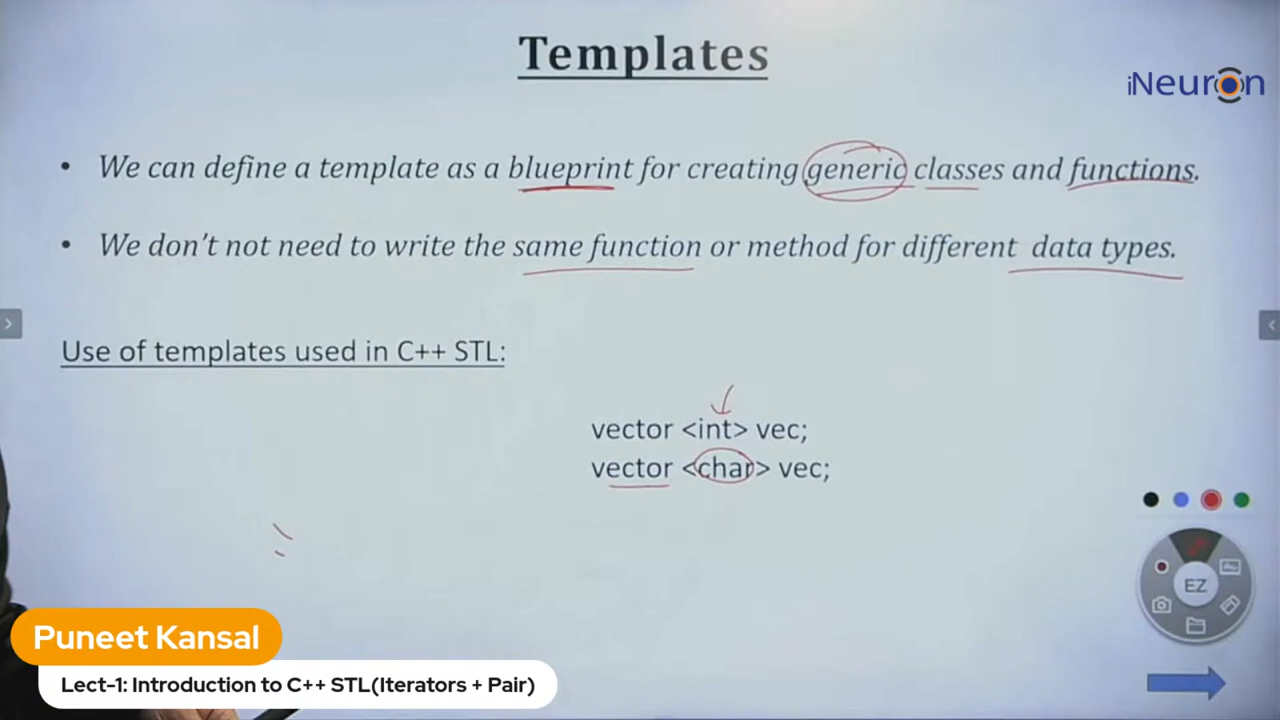 Templates
iNeuron
• We can define a template as a blueprint for creating generic classes and functions.
• We don't not need to write the same function or method for different data types.
Use of templates used in C++ STL:
vector <int> vec;
vector <char> vec;
EZ
Puneet Kansal
Lect-1: Introduction to C++ STL(Iterators + Pair)